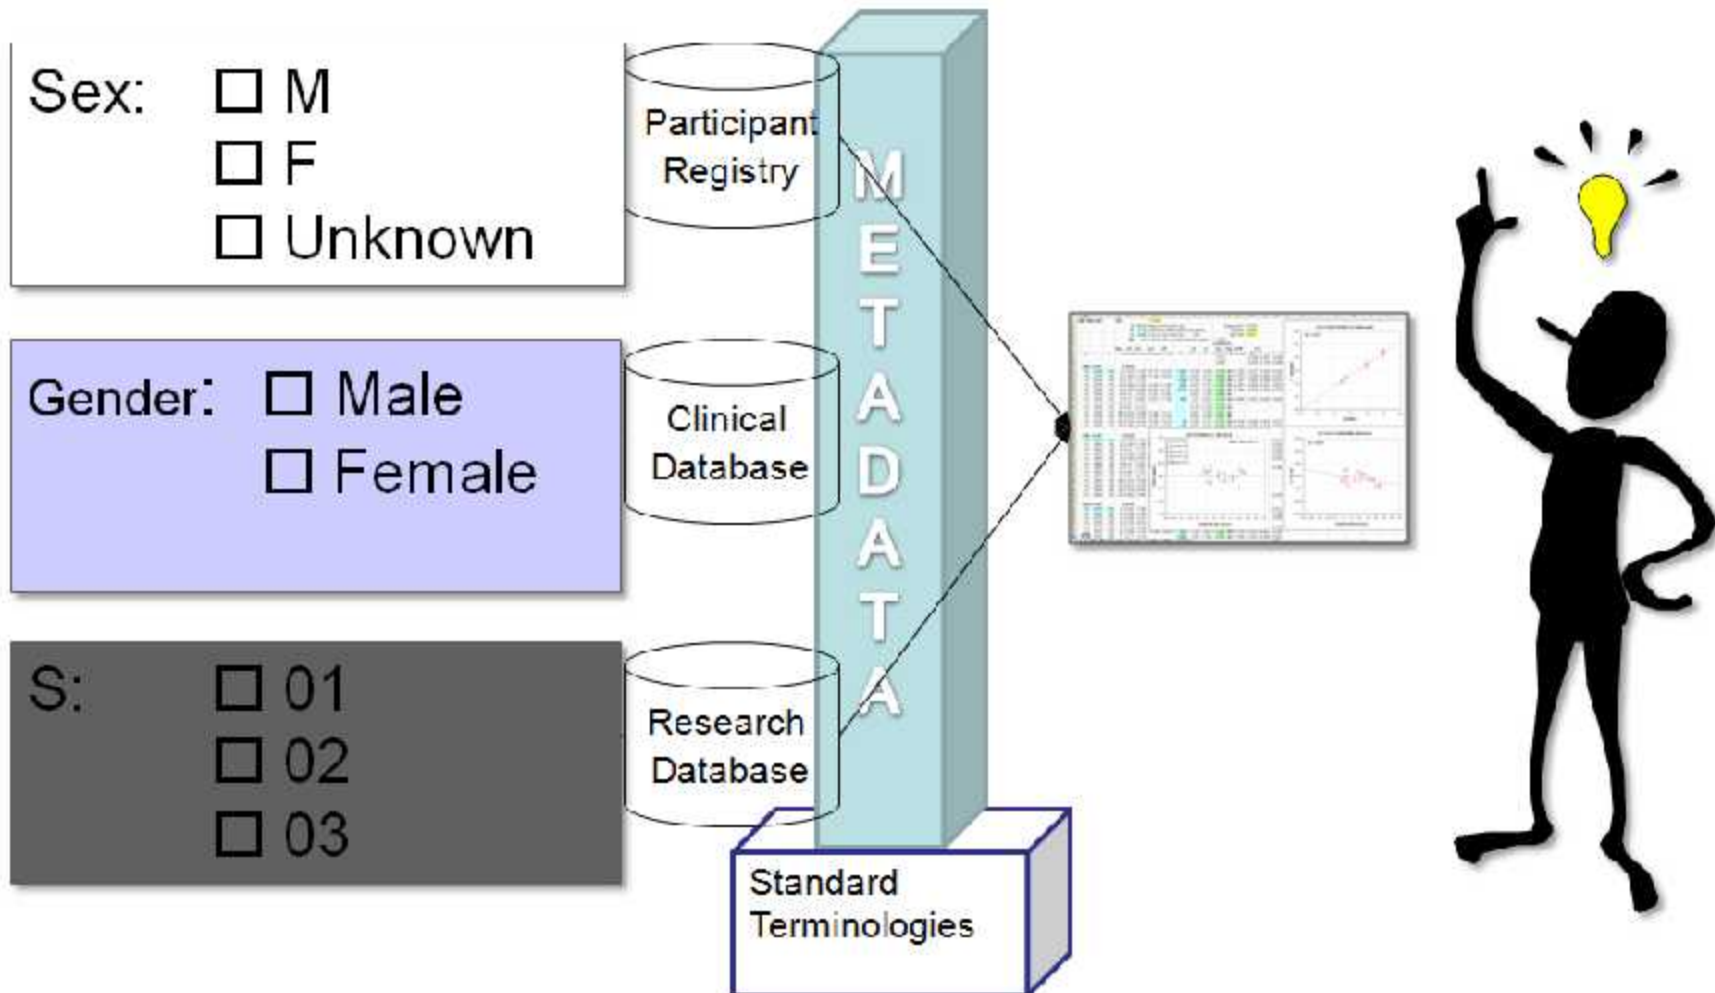 Sex: ☐ M
☐ F
☐ Unknown
Participant
Registry
Gender: ☐ Male
☐ Female
Clinical
Database
S: ☐ 01
☐ 02
☐ 03
Research
Database
METADATA
Standard
Terminologies